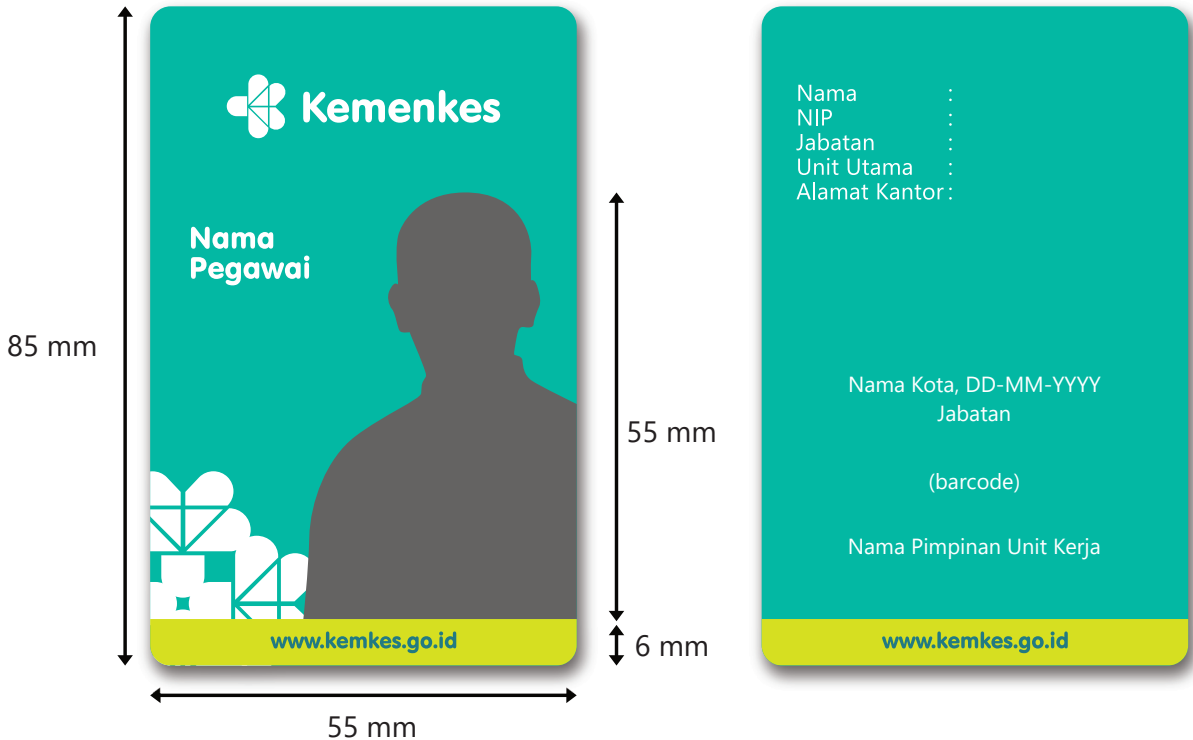 Kemenkes
Nama
Pegawai
www.kemkes.go.id
85 mm
55 mm
6 mm
55 mm
Nama :
NIP :
Jabatan :
Unit Utama :
Alamat Kantor :
Nama Kota, DD-MM-YYYY
Jabatan
(barcode)
Nama Pimpinan Unit Kerja
www.kemkes.go.id